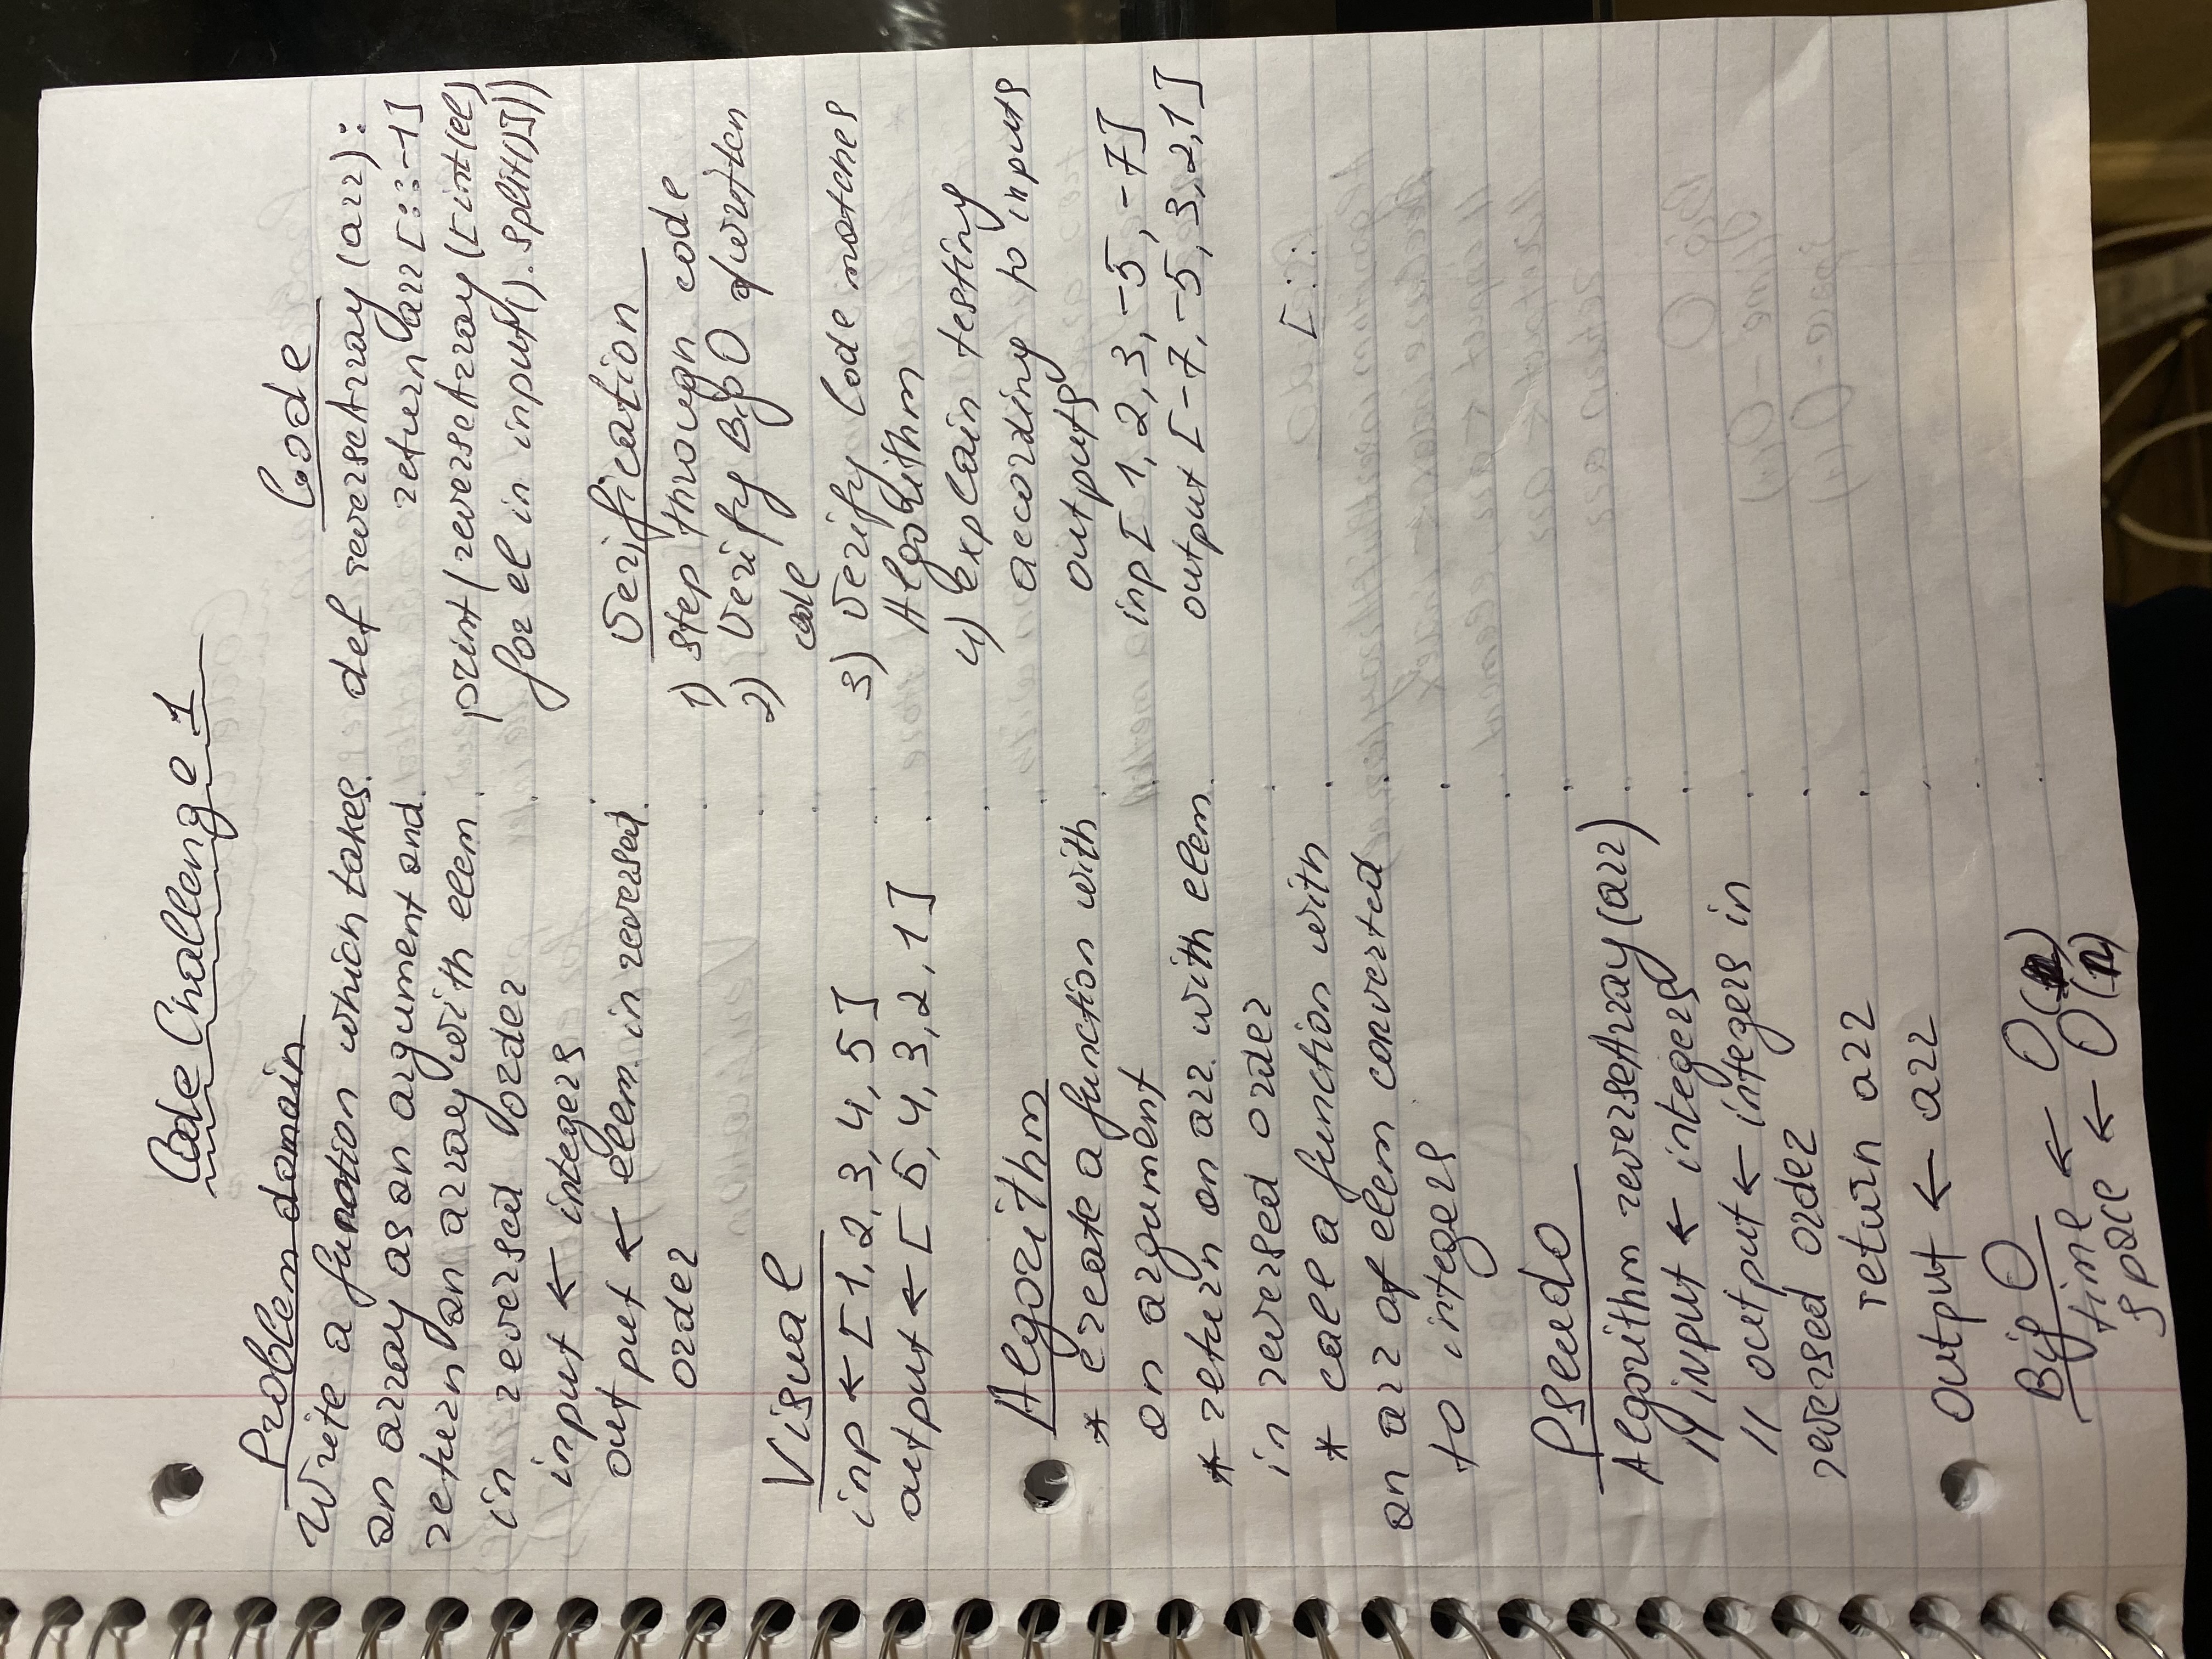 Code Challenge 1
Problem domain
Write a function which takes
an array as an argument and
return an array with elem
in reversed order
input ← integers
output ← elem. in reversed
order
Visual
inp ← [1, 2, 3, 4, 5]
output ← [5, 4, 3, 2, 1]
Algorithm
* create a function with
an argument
* return an arr. with elem
in reversed order
* call a function with
an arr of elem converted
to integers
Pseudo
Algorithm reverseArray(arr)
// input ← integers
// output ← integers in
reversed order
return arr
output ← arr
Big O
time ← O(n)
space ← O(n)
Code
def reverseArray(arr):
return arr[::-1]
print(reverseArray([int(el)
for el in input().split()]))
Verification
1) step through code
2) Verify Big O of written
code
3) Verify Code matches
Algorithm
4) explain testing
according to inputs
outputs
inp[1, 2, 3, -5, -7]
output [-7, -5, 3, 2, 1]
[::